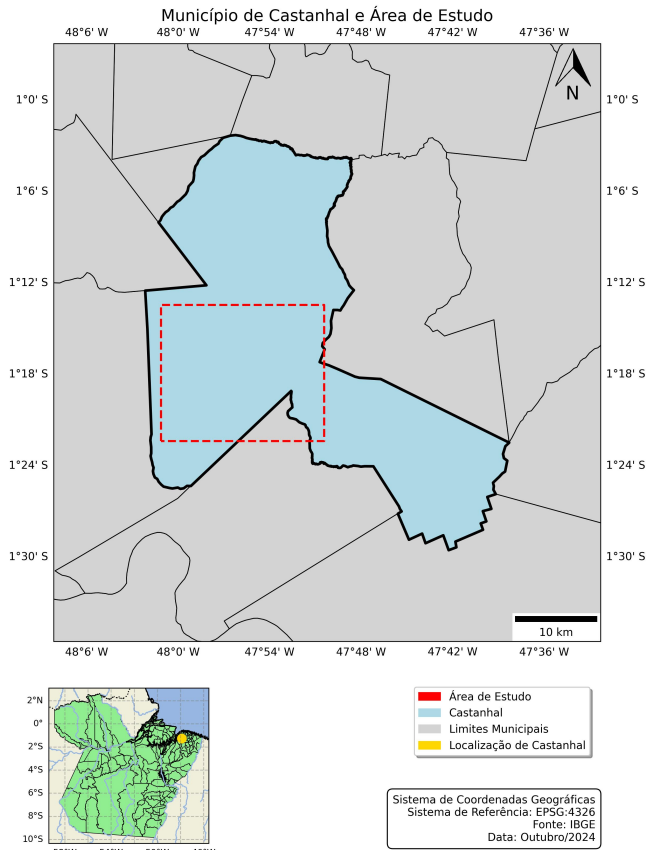 Município de Castanhal e Área de Estudo
48°6' W 48°0' W 47°54' W 47°48' W 47°42' W 47°36' W
N
1°0' S 1°0' S
1°6' S 1°6' S
1°12' S 1°12' S
1°18' S 1°18' S
1°24' S 1°24' S
1°30' S 1°30' S
10 km
48°6' W 48°0' W 47°54' W 47°48' W 47°42' W 47°36' W
2°N
0°
2°S
4°S
6°S
8°S
10°S
Área de Estudo
Castanhal
Limites Municipais
Localização de Castanhal
Sistema de Coordenadas Geográficas
Sistema de Referência: EPSG:4326
Fonte: IBGE
Data: Outubro/2024